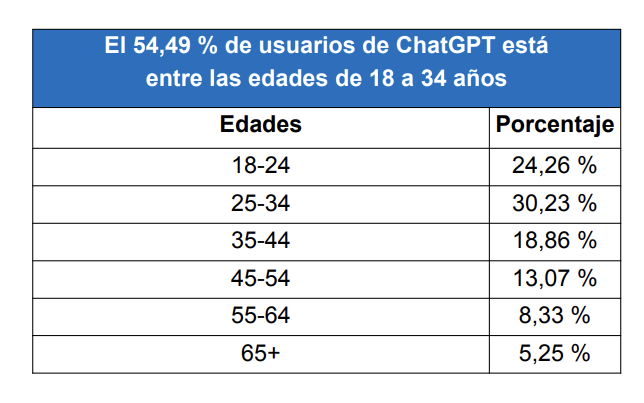 El 54,49 % de usuarios de ChatGPT está
entre las edades de 18 a 34 años
Edades Porcentaje
18-24 24,26 %
25-34 30,23 %
35-44 18,86 %
45-54 13,07 %
55-64 8,33 %
65+ 5,25 %